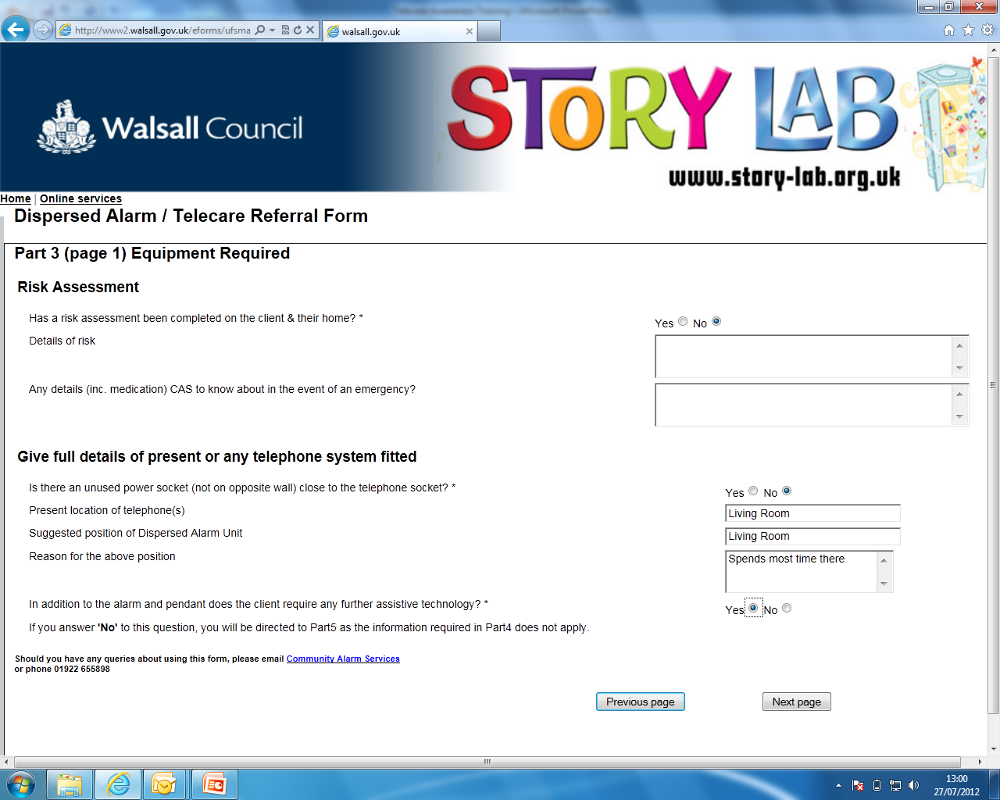 http://www2.walsall.gov.uk/eforms/ufsma
walsall.gov.uk
Walsall Council
STORY LAB
www.story-lab.org.uk
Home | Online services
Dispersed Alarm / Telecare Referral Form
Part 3 (page 1) Equipment Required
Risk Assessment
Has a risk assessment been completed on the client & their home? *
Yes No
Details of risk
Any details (inc. medication) CAS to know about in the event of an emergency?
Give full details of present or any telephone system fitted
Is there an unused power socket (not on opposite wall) close to the telephone socket? *
Yes No
Present location of telephone(s)
Living Room
Suggested position of Dispersed Alarm Unit
Living Room
Reason for the above position
Spends most time there
In addition to the alarm and pendant does the client require any further assistive technology? *
Yes No
If you answer 'No' to this question, you will be directed to Part5 as the information required in Part4 does not apply.
Should you have any queries about using this form, please email Community Alarm Services
or phone 01922 655898
Previous page
Next page
13:00
27/07/2012